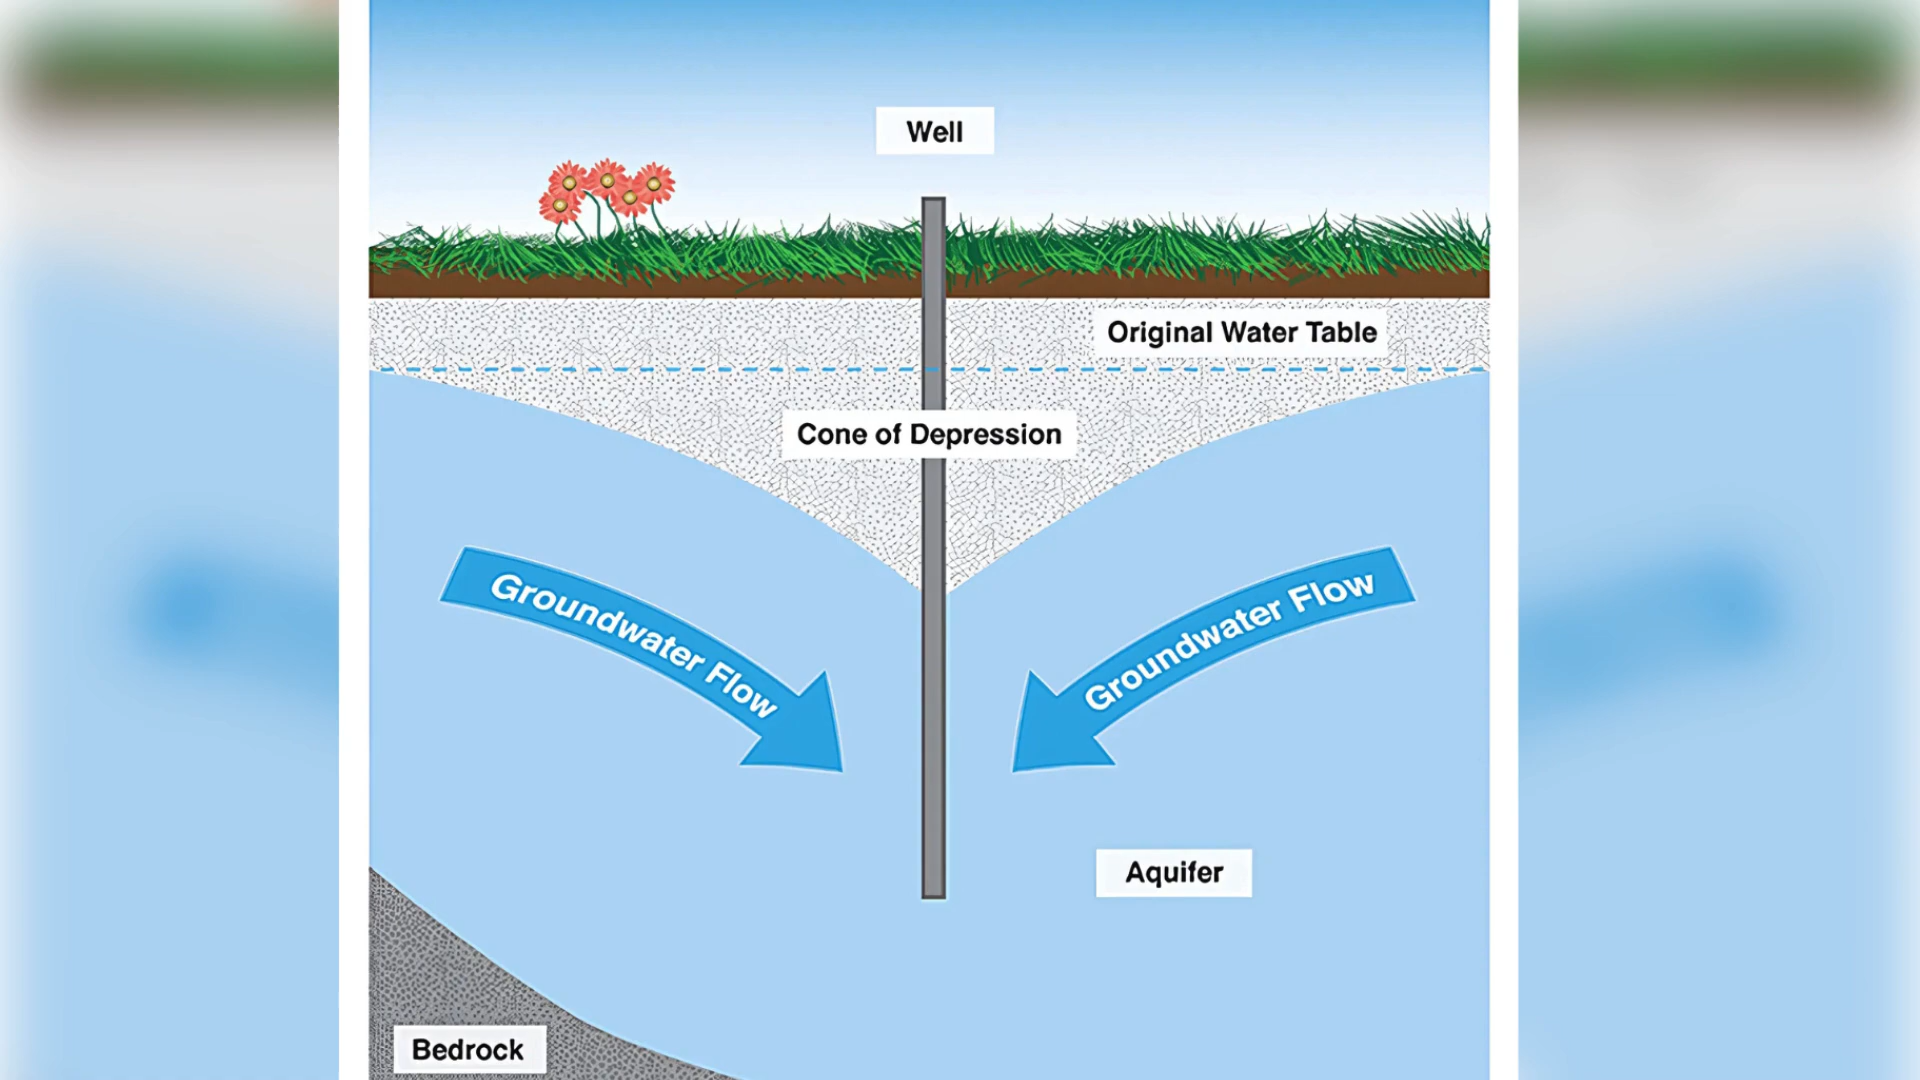 Well
Original Water Table
Cone of Depression
Groundwater Flow
Groundwater Flow
Aquifer
Bedrock